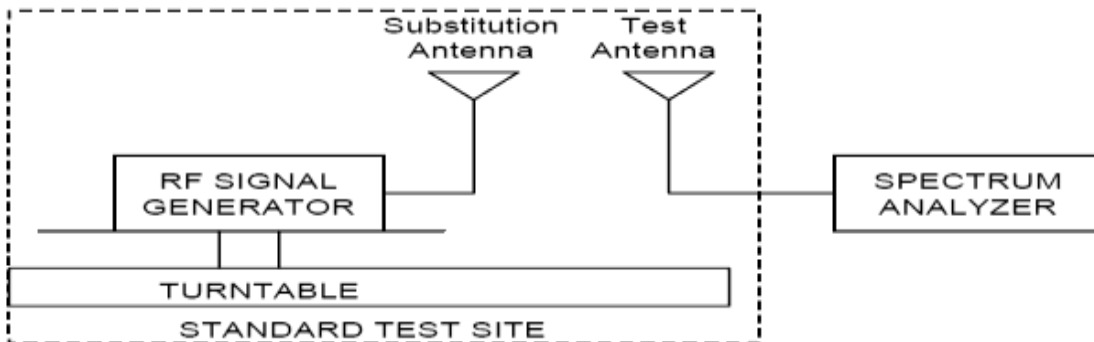 Substitution
Antenna
Test
Antenna
RF SIGNAL
GENERATOR
SPECTRUM
ANALYZER
TURNTABLE
STANDARD TEST SITE